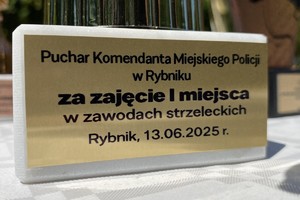 Puchar Komendanta Miejskiego Policji
w Rybniku
za zajęcie I miejsca
w zawodach strzeleckich
Rybnik, 13.06.2025 r.